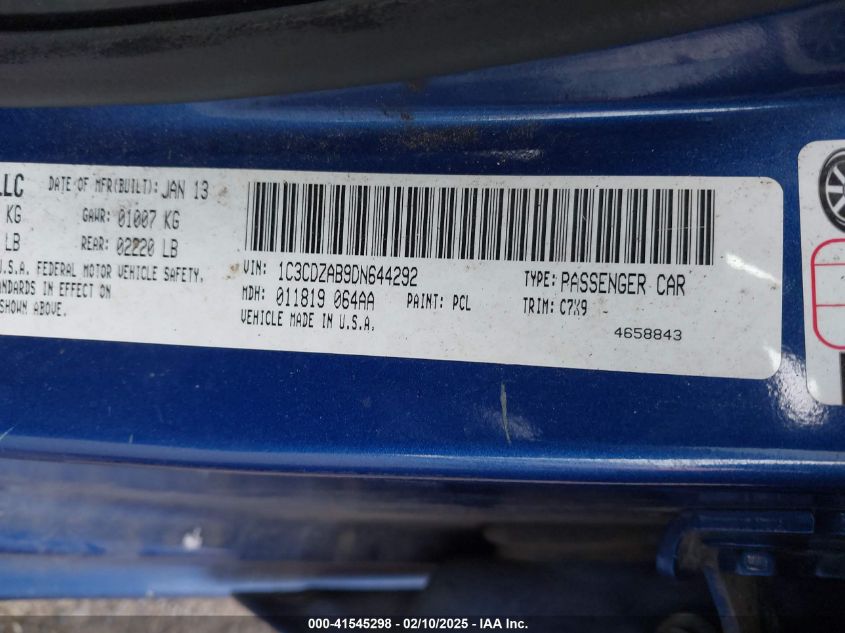 LLC DATE OF MFR(BUILT): JAN 13
KG GAWR: 01007 KG
LB REAR: 02220 LB
U.S.A. FEDERAL MOTOR VEHICLE SAFETY,
STANDARDS IN EFFECT ON
SHOWN ABOVE.
VIN: 1C3CDZAB9DN644292 TYPE: PASSENGER CAR
MDH: 011819 064AA PAINT: PCL TRIM: C7X9
VEHICLE MADE IN U.S.A. 4658843
000-41545298 - 02/10/2025 - IAA Inc.